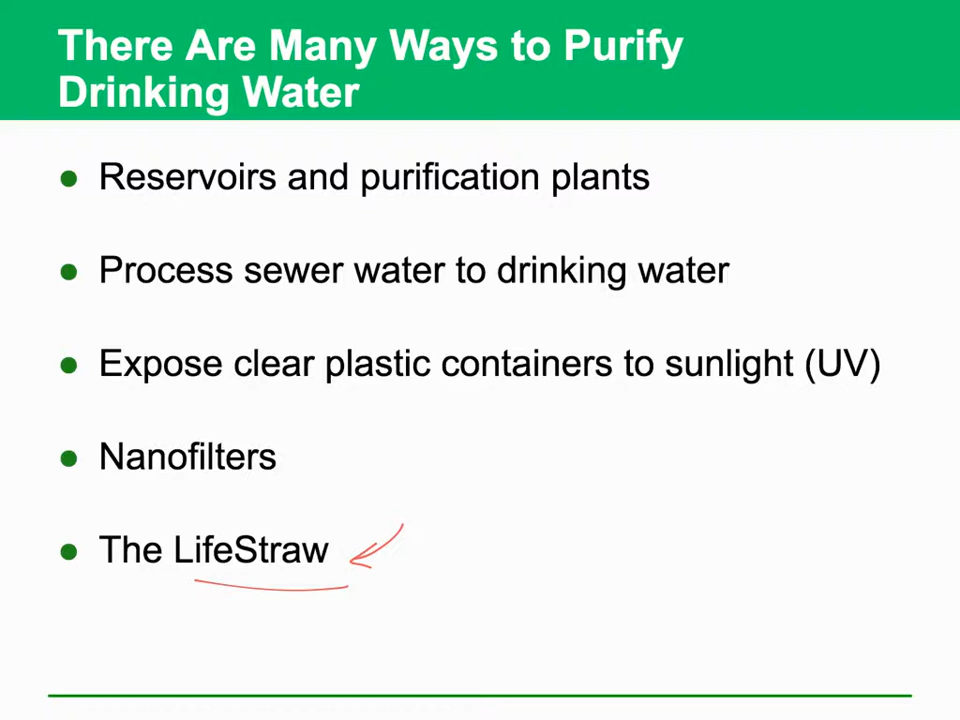 There Are Many Ways to Purify
Drinking Water
● Reservoirs and purification plants
● Process sewer water to drinking water
● Expose clear plastic containers to sunlight (UV)
● Nanofilters
● The LifeStraw